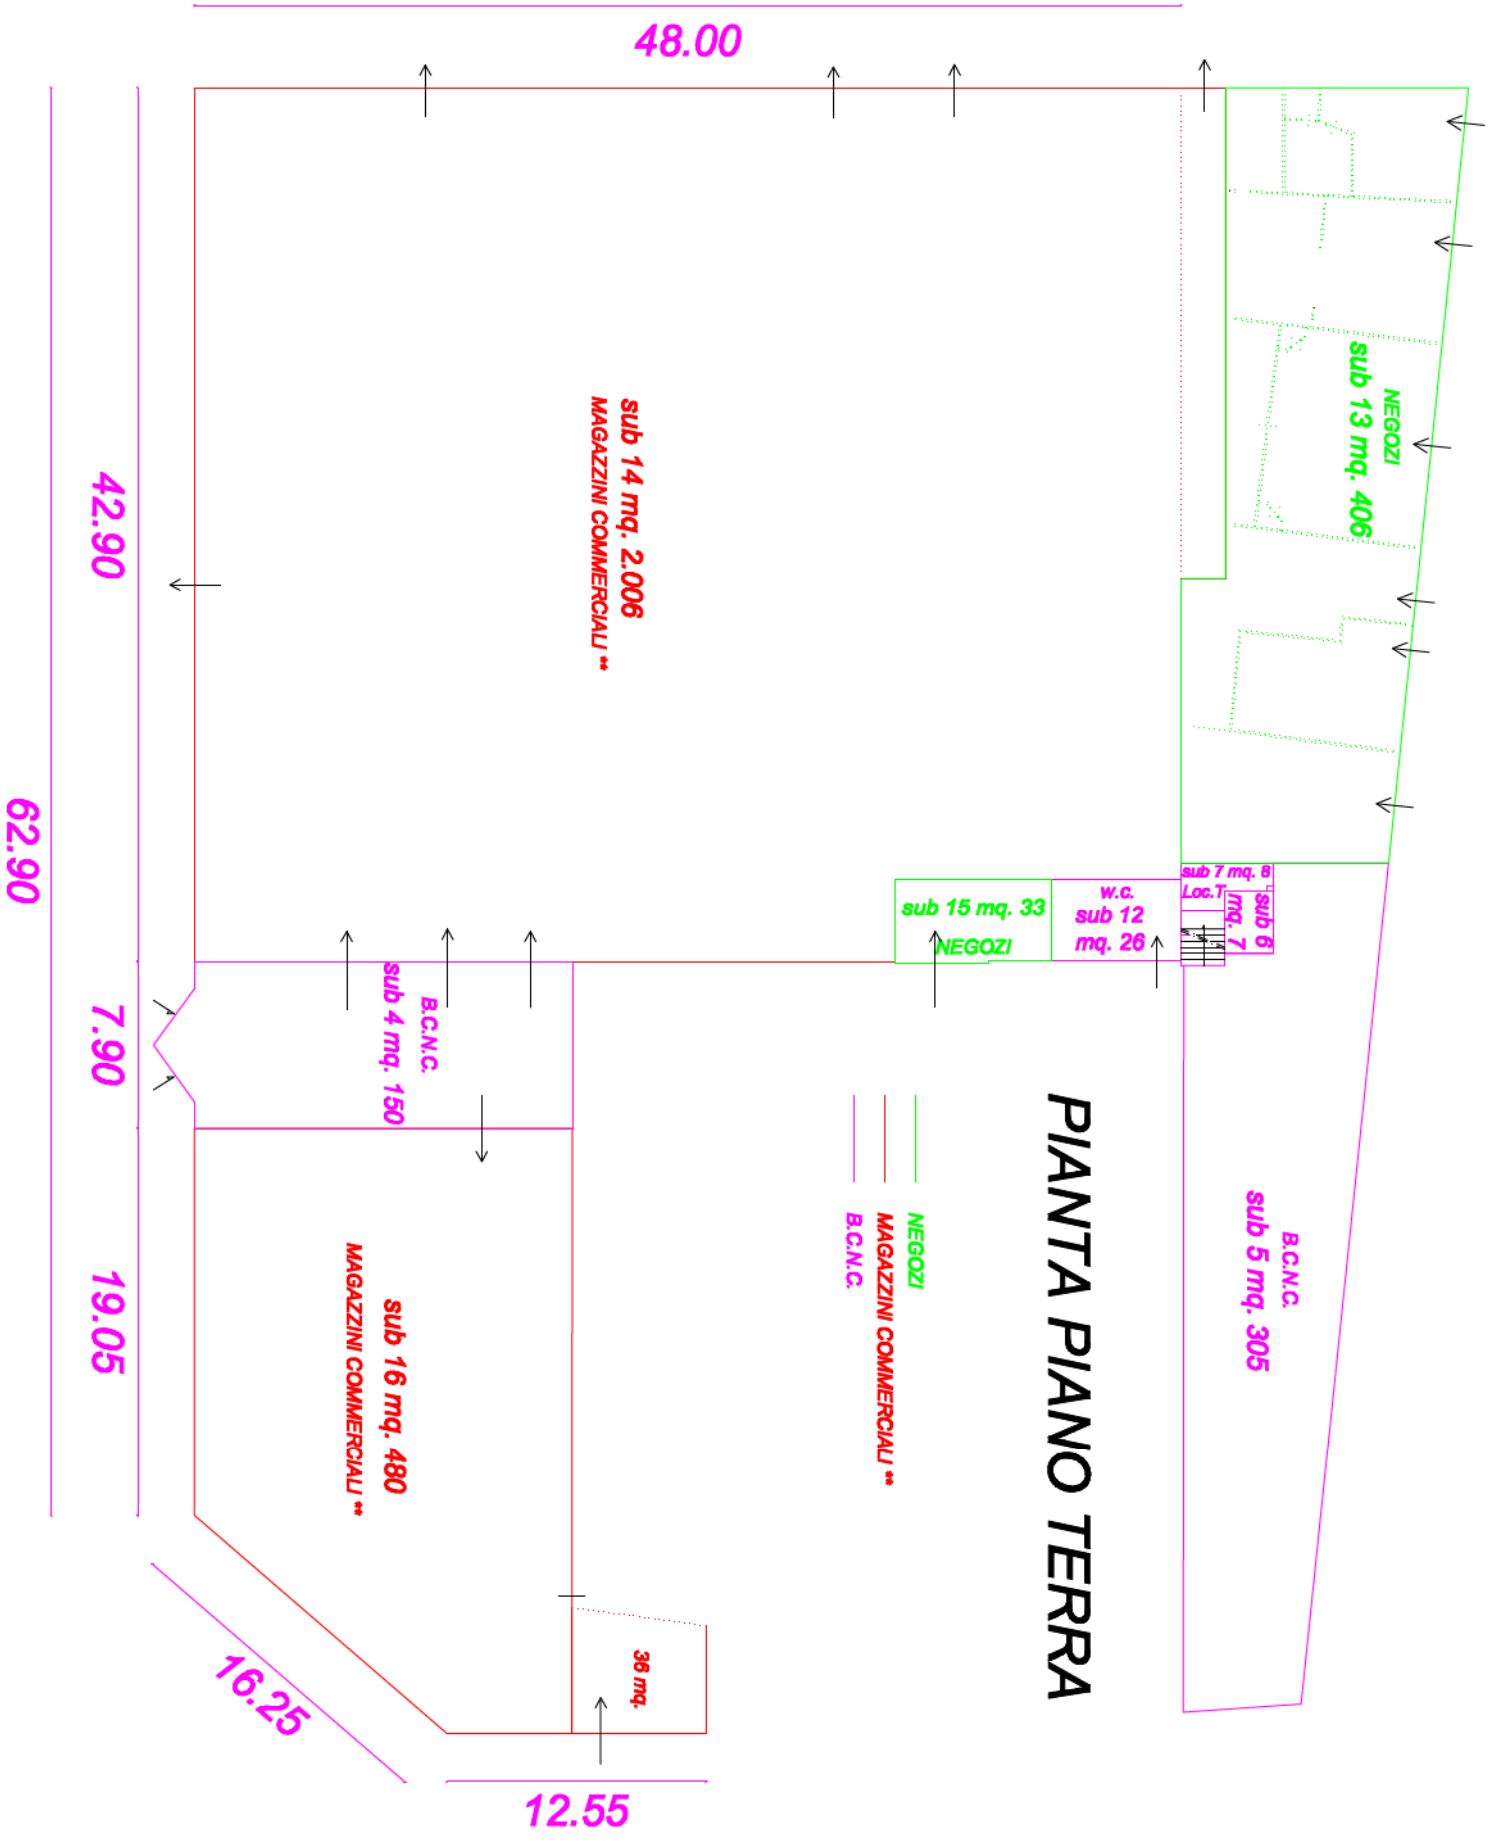 48.00
NEGOZI
sub 13 mq. 406
sub 14 mq. 2.006
MAGAZZINI COMMERCIALI **
42.90
62.90
7.90
19.05
sub 15 mq. 33
NEGOZI
w.c.
sub 12
mq. 26
sub 7 mq. 8
Loc.T
sub 6
mq. 7
B.C.N.C.
sub 4 mq. 150
B.C.N.C.
sub 5 mq. 305
PIANTA PIANO TERRA
NEGOZI
MAGAZZINI COMMERCIALI **
B.C.N.C.
sub 16 mq. 480
MAGAZZINI COMMERCIALI **
36 mq.
16.25
12.55